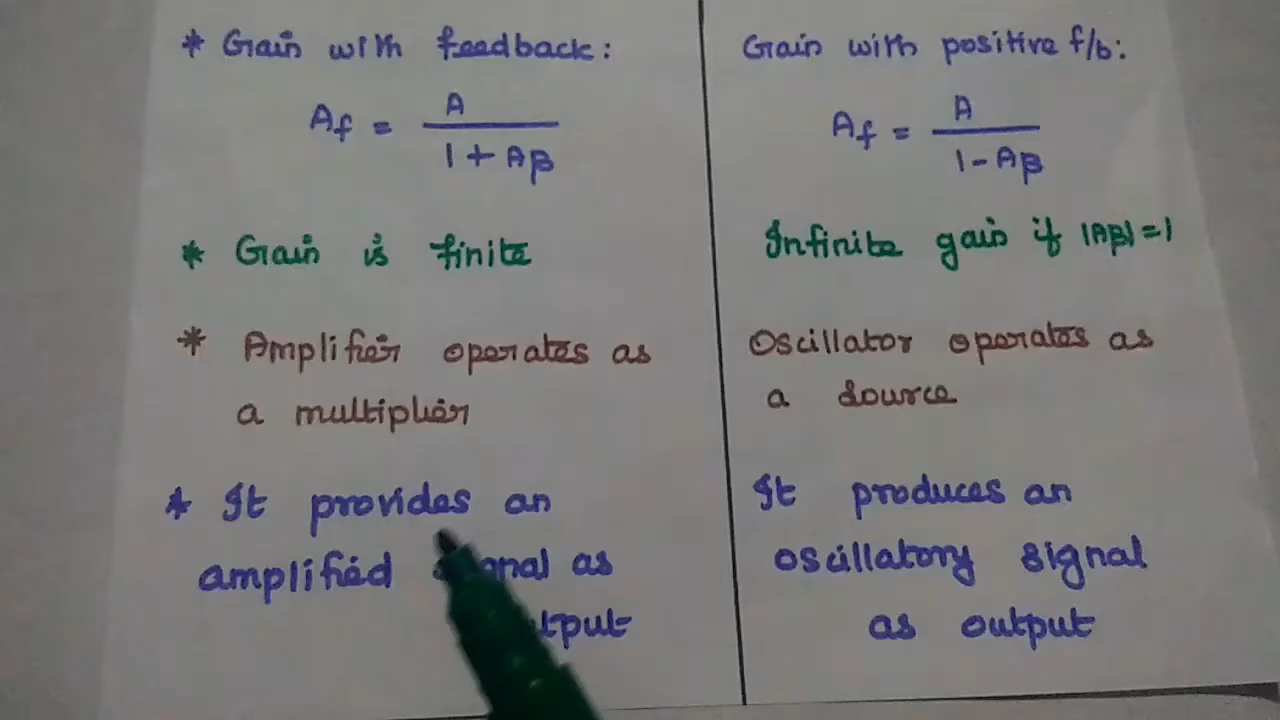 * Gain with feedback:
Af = A / 1 + Aβ
* Gain is finite
* Amplifier operates as
a multiplier
* It provides an
amplified as
Gain with positive f/b:
Af = A / 1 - Aβ
Infinite gain if |Aβ| = 1
Oscillator operates as
a source
It produces an
oscillatory signal
as output